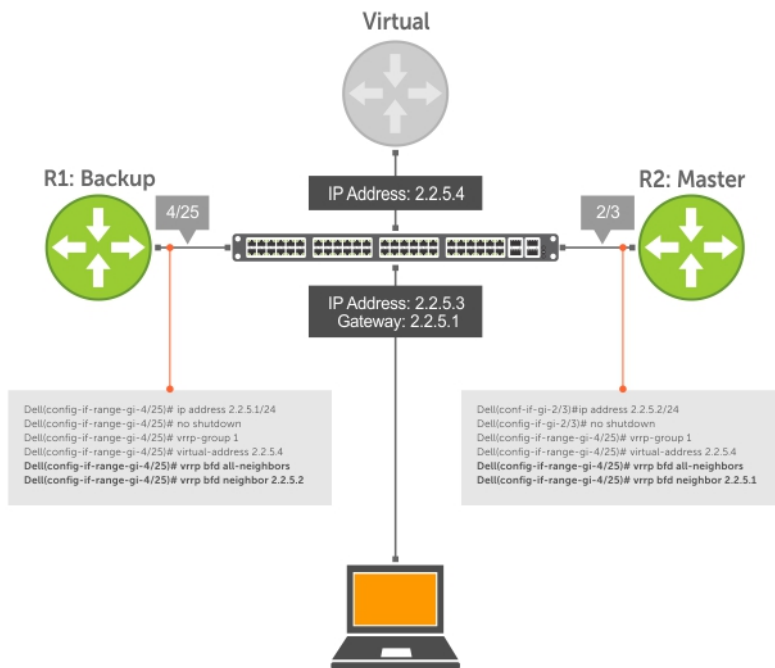 Virtual
IP Address: 2.2.5.4
R1: Backup
4/25
R2: Master
2/3
IP Address: 2.2.5.3
Gateway: 2.2.5.1
Dell(config-if-range-gi-4/25)# ip address 2.2.5.1/24
Dell(config-if-range-gi-4/25)# no shutdown
Dell(config-if-range-gi-4/25)# vrrp-group 1
Dell(config-if-range-gi-4/25)# virtual-address 2.2.5.4
Dell(config-if-range-gi-4/25)# vrrp bfd all-neighbors
Dell(config-if-range-gi-4/25)# vrrp bfd neighbor 2.2.5.2
Dell(conf-if-gi-2/3)#ip address 2.2.5.2/24
Dell(config-if-gi-2/3)# no shutdown
Dell(config-if-range-gi-4/25)# vrrp-group 1
Dell(config-if-range-gi-4/25)# virtual-address 2.2.5.4
Dell(config-if-range-gi-4/25)# vrrp bfd all-neighbors
Dell(config-if-range-gi-4/25)# vrrp bfd neighbor 2.2.5.1